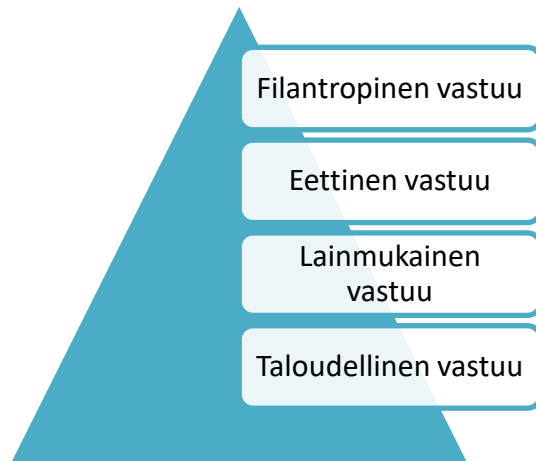 Filantropinen vastuu
Eettinen vastuu
Lainmukainen
vastuu
Taloudellinen vastuu